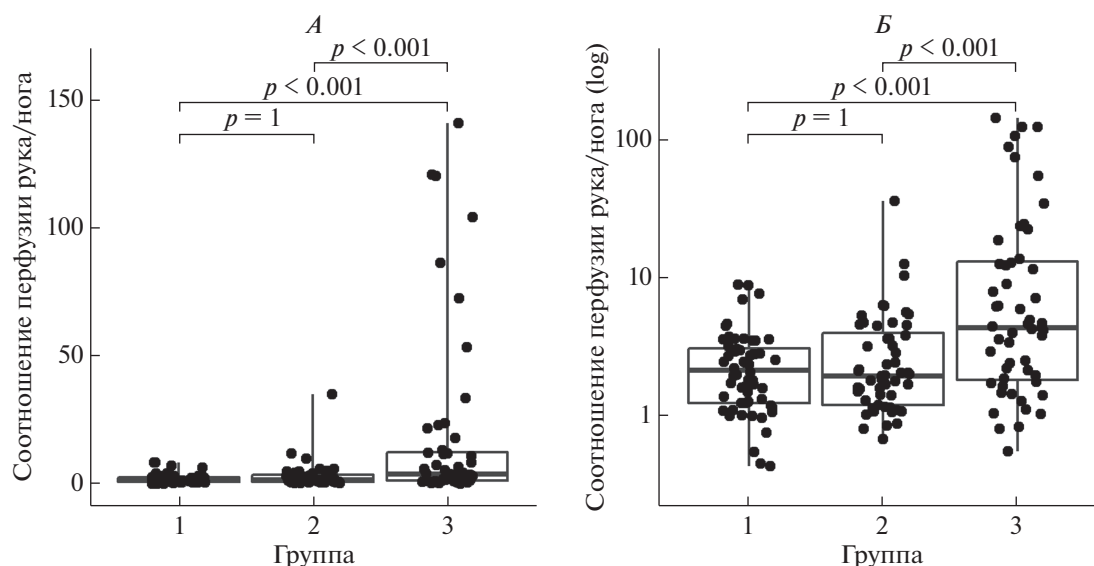 А
p < 0.001
p < 0.001
p = 1
Соотношение перфузии рука/нога
150
100
50
0
1 2 3
Группа
Б
p < 0.001
p < 0.001
p = 1
Соотношение перфузии рука/нога (log)
100
10
1
1 2 3
Группа